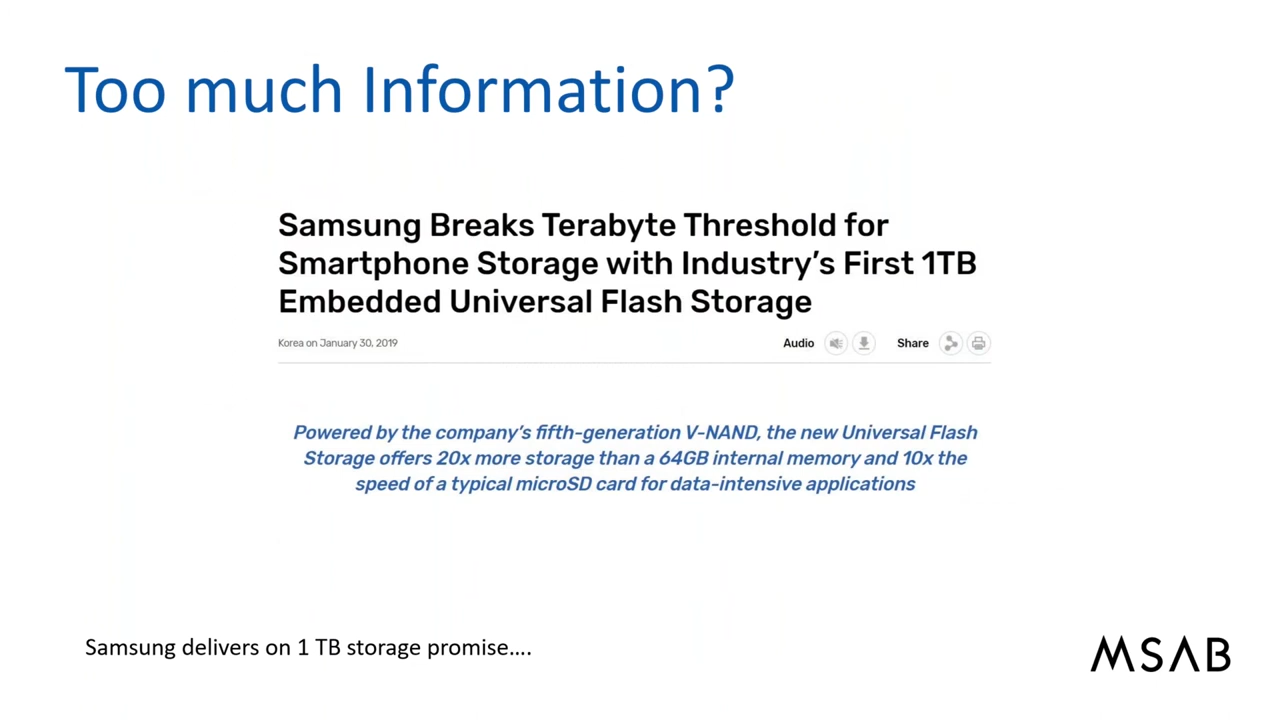 Too much Information?
Samsung Breaks Terabyte Threshold for
Smartphone Storage with Industry's First 1TB
Embedded Universal Flash Storage
Korea on January 30, 2019
Audio
Share
Powered by the company's fifth-generation V-NAND, the new Universal Flash
Storage offers 20x more storage than a 64GB internal memory and 10x the
speed of a typical microSD card for data-intensive applications
Samsung delivers on 1 TB storage promise....
MSAB